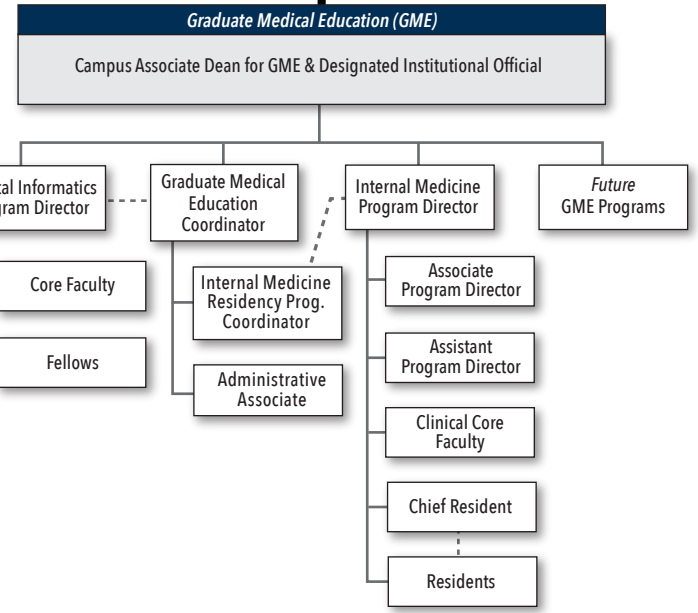 Graduate Medical Education (GME)
Campus Associate Dean for GME & Designated Institutional Official
Informatics
Director
Graduate Medical
Education
Coordinator
Internal Medicine
Program Director
Future
GME Programs
Core Faculty
Fellows
Internal Medicine
Residency Prog.
Coordinator
Administrative
Associate
Associate
Program Director
Assistant
Program Director
Clinical Core
Faculty
Chief Resident
Residents